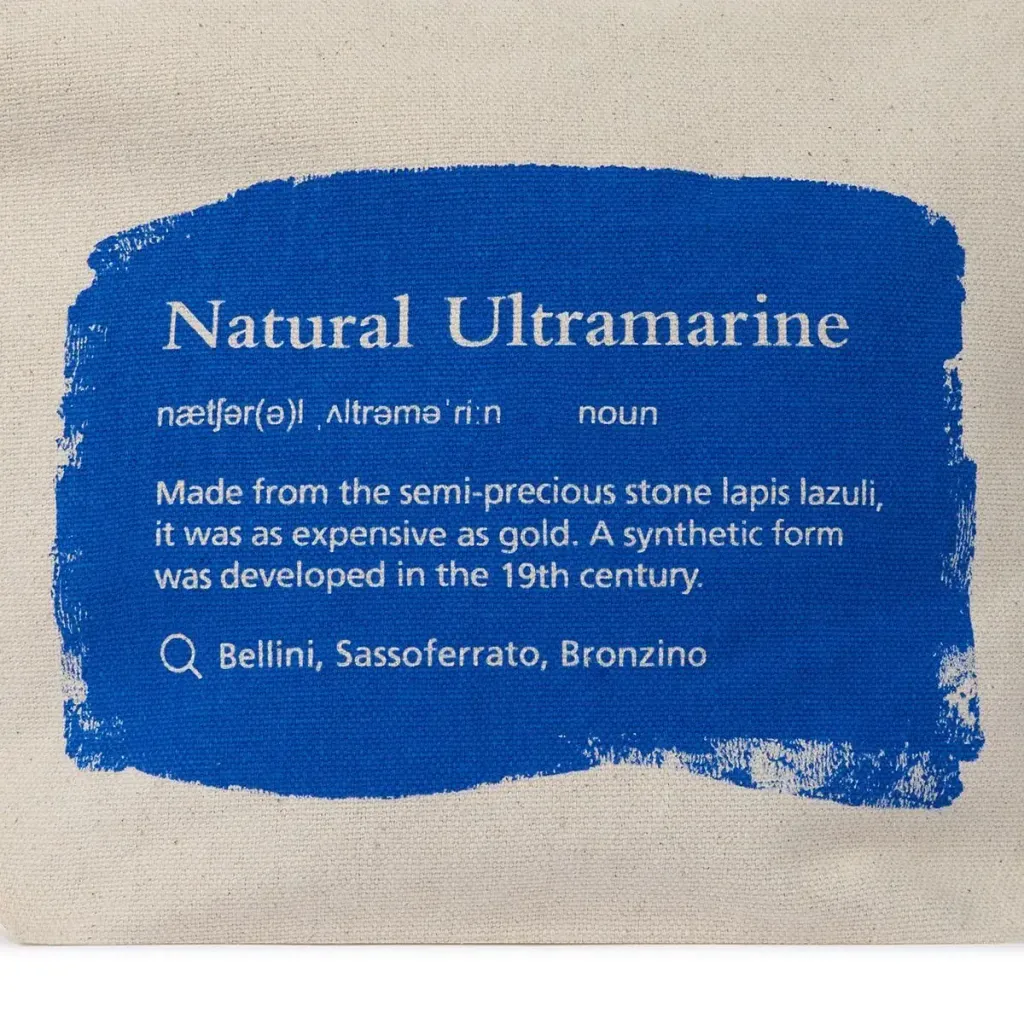 Natural Ultramarine
nætʃər(ə)l ˌʌltrəməˈriːn noun
Made from the semi-precious stone lapis lazuli,
it was as expensive as gold. A synthetic form
was developed in the 19th century.
Bellini, Sassoferrato, Bronzino